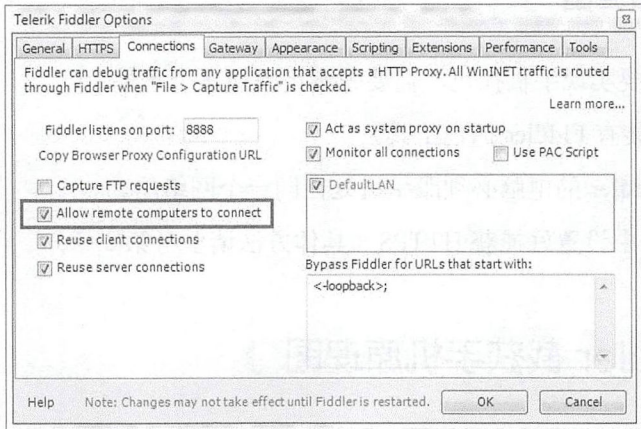 Telerik Fiddler Options
General HTTPS Connections Gateway Appearance Scripting Extensions Performance Tools
Fiddler can debug traffic from any application that accepts a HTTP Proxy. All WinINET traffic is routed
through Fiddler when "File > Capture Traffic" is checked.
Learn more...
Fiddler listens on port: 8888
Copy Browser Proxy Configuration URL
Capture FTP requests
Allow remote computers to connect
Reuse client connections
Reuse server connections
Act as system proxy on startup
Monitor all connections
Use PAC Script
DefaultLAN
Bypass Fiddler for URLs that start with:
<-loopback>;
Help
Note: Changes may not take effect until Fiddler is restarted.
OK
Cancel